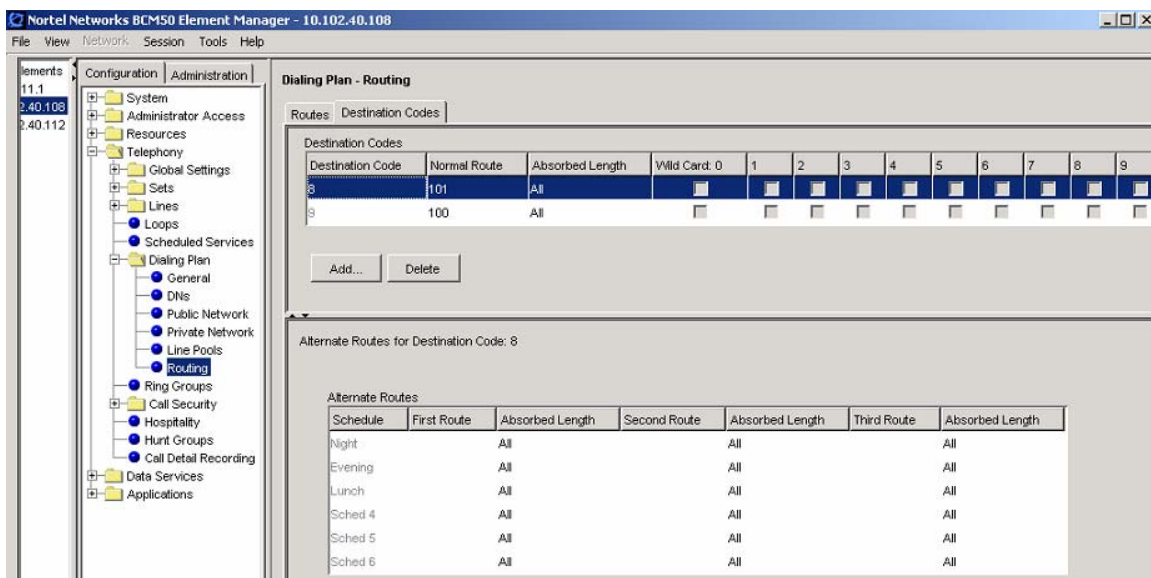 Nortel Networks BCM50 Element Manager - 10.102.40.108
File View Network Session Tools Help
lements
11.1
2.40.108
2.40.112
Configuration Administration
System
Administrator Access
Resources
Telephony
Global Settings
Sets
Lines
Loops
Scheduled Services
Dialing Plan
General
DNs
Public Network
Private Network
Line Pools
Routing
Ring Groups
Call Security
Hospitality
Hunt Groups
Call Detail Recording
Data Services
Applications
Dialing Plan - Routing
Routes Destination Codes
Destination Codes
Destination Code Normal Route Absorbed Length Wild Card: 0 1 2 3 4 5 6 7 8 9
8 101 All
9 100 All
Add... Delete
Alternate Routes for Destination Code: 8
Alternate Routes
Schedule First Route Absorbed Length Second Route Absorbed Length Third Route Absorbed Length
Night All All All
Evening All All All
Lunch All All All
Sched 4 All All All
Sched 5 All All All
Sched 6 All All All